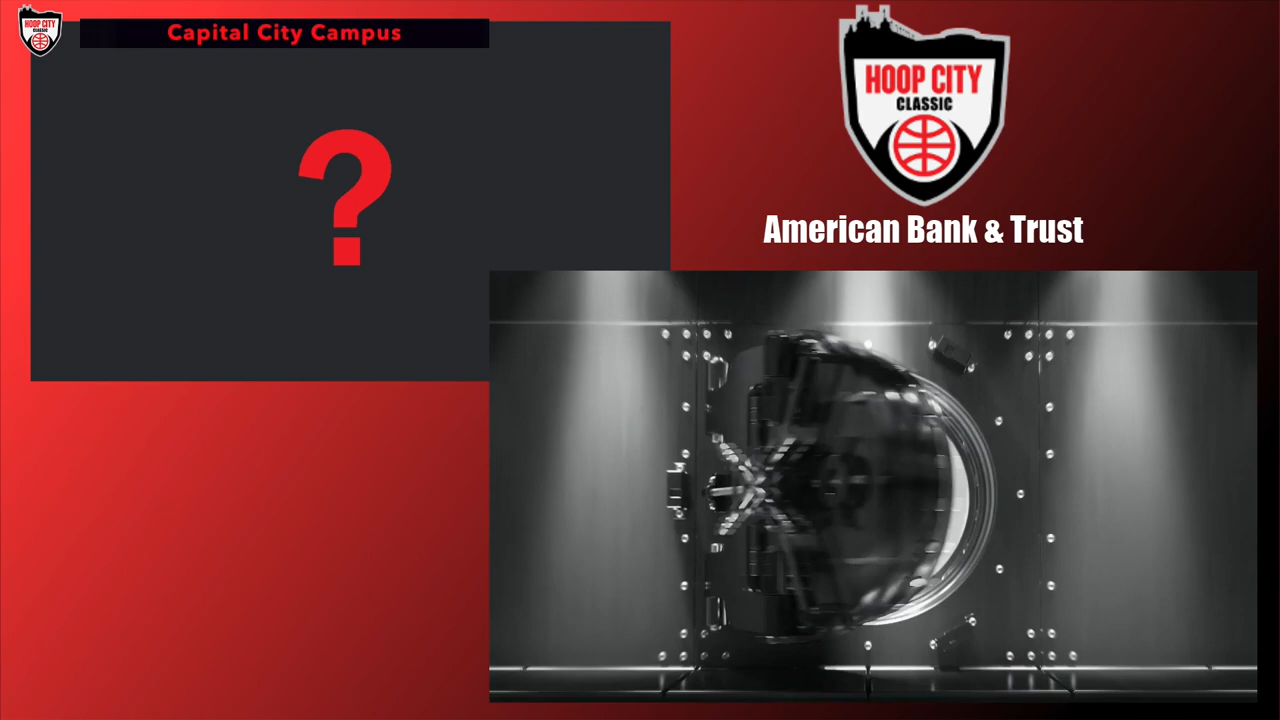 HOOP CITY
CLASSIC
Capital City Campus
?
HOOP CITY
CLASSIC
American Bank & Trust